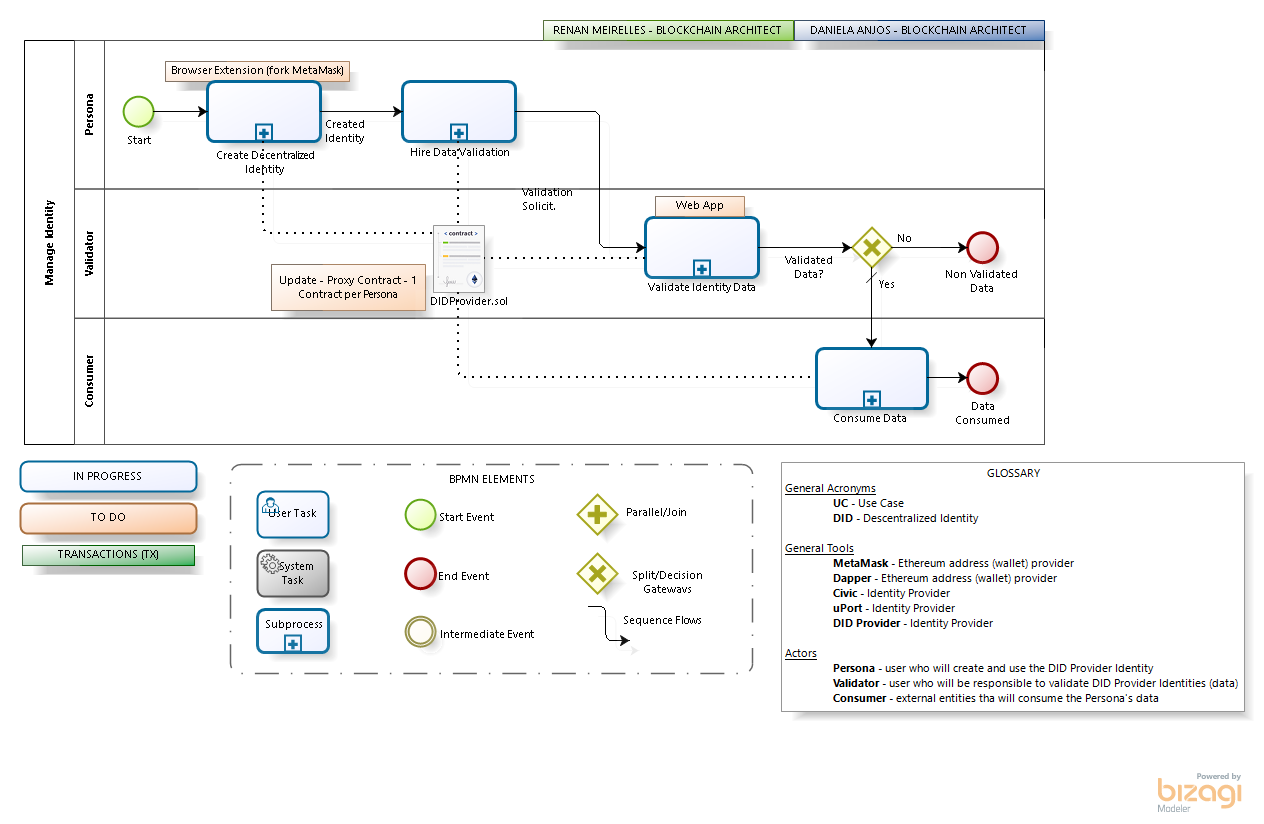 RENAN MEIRELLES - BLOCKCHAIN ARCHITECT
DANIELA ANJOS - BLOCKCHAIN ARCHITECT
Manage Identity
Persona
Browser Extension (fork MetaMask)
Start
Create Decentralized
Identity
Created
Identity
Hire Data Validation
Validation
Solicit.
Validator
Web App
< contract >
Update - Proxy Contract - 1
Contract per Persona
DIDProvider.sol
Validate Identity Data
Validated
Data?
No
Yes
Non Validated
Data
Consumer
Consume Data
Data
Consumed
IN PROGRESS
TO DO
TRANSACTIONS (TX)
BPMN ELEMENTS
User Task
System
Task
Subprocess
Start Event
End Event
Intermediate Event
Parallel/Join
Split/Decision
Gateways
Sequence Flows
GLOSSARY
General Acronyms
UC - Use Case
DID - Descentralized Identity
General Tools
MetaMask - Ethereum address (wallet) provider
Dapper - Ethereum address (wallet) provider
Civic - Identity Provider
uPort - Identity Provider
DID Provider - Identity Provider
Actors
Persona - user who will create and use the DID Provider Identity
Validator - user who will be responsible to validate DID Provider Identities (data)
Consumer - external entities tha will consume the Persona's data
Powered by
bizagi
Modeler